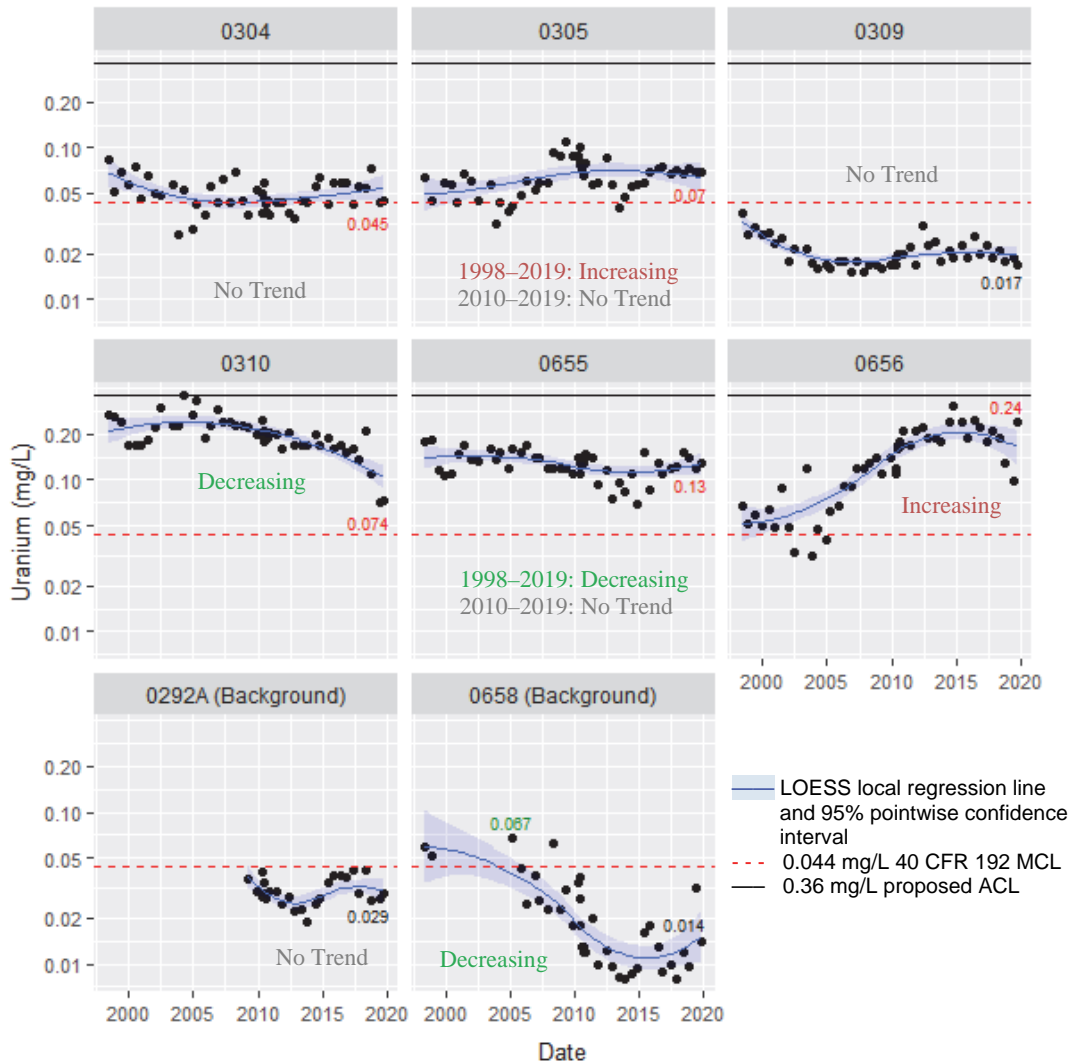 0304
0305
0309
0.20
0.10
0.05
0.02
0.01
No Trend
0.045
No Trend
0.07
1998–2019: Increasing
2010–2019: No Trend
0.017
0310
0655
0656
0.20
0.10
0.05
0.02
0.01
Decreasing
0.074
0.13
1998–2019: Decreasing
2010–2019: No Trend
0.24
Increasing
2000 2005 2010 2015 2020
Uranium (mg/L)
0292A (Background)
0658 (Background)
0.20
0.10
0.05
0.02
0.01
0.029
No Trend
0.067
0.014
Decreasing
2000 2005 2010 2015 2020
2000 2005 2010 2015 2020
Date
LOESS local regression line
and 95% pointwise confidence
interval
0.044 mg/L 40 CFR 192 MCL
0.36 mg/L proposed ACL